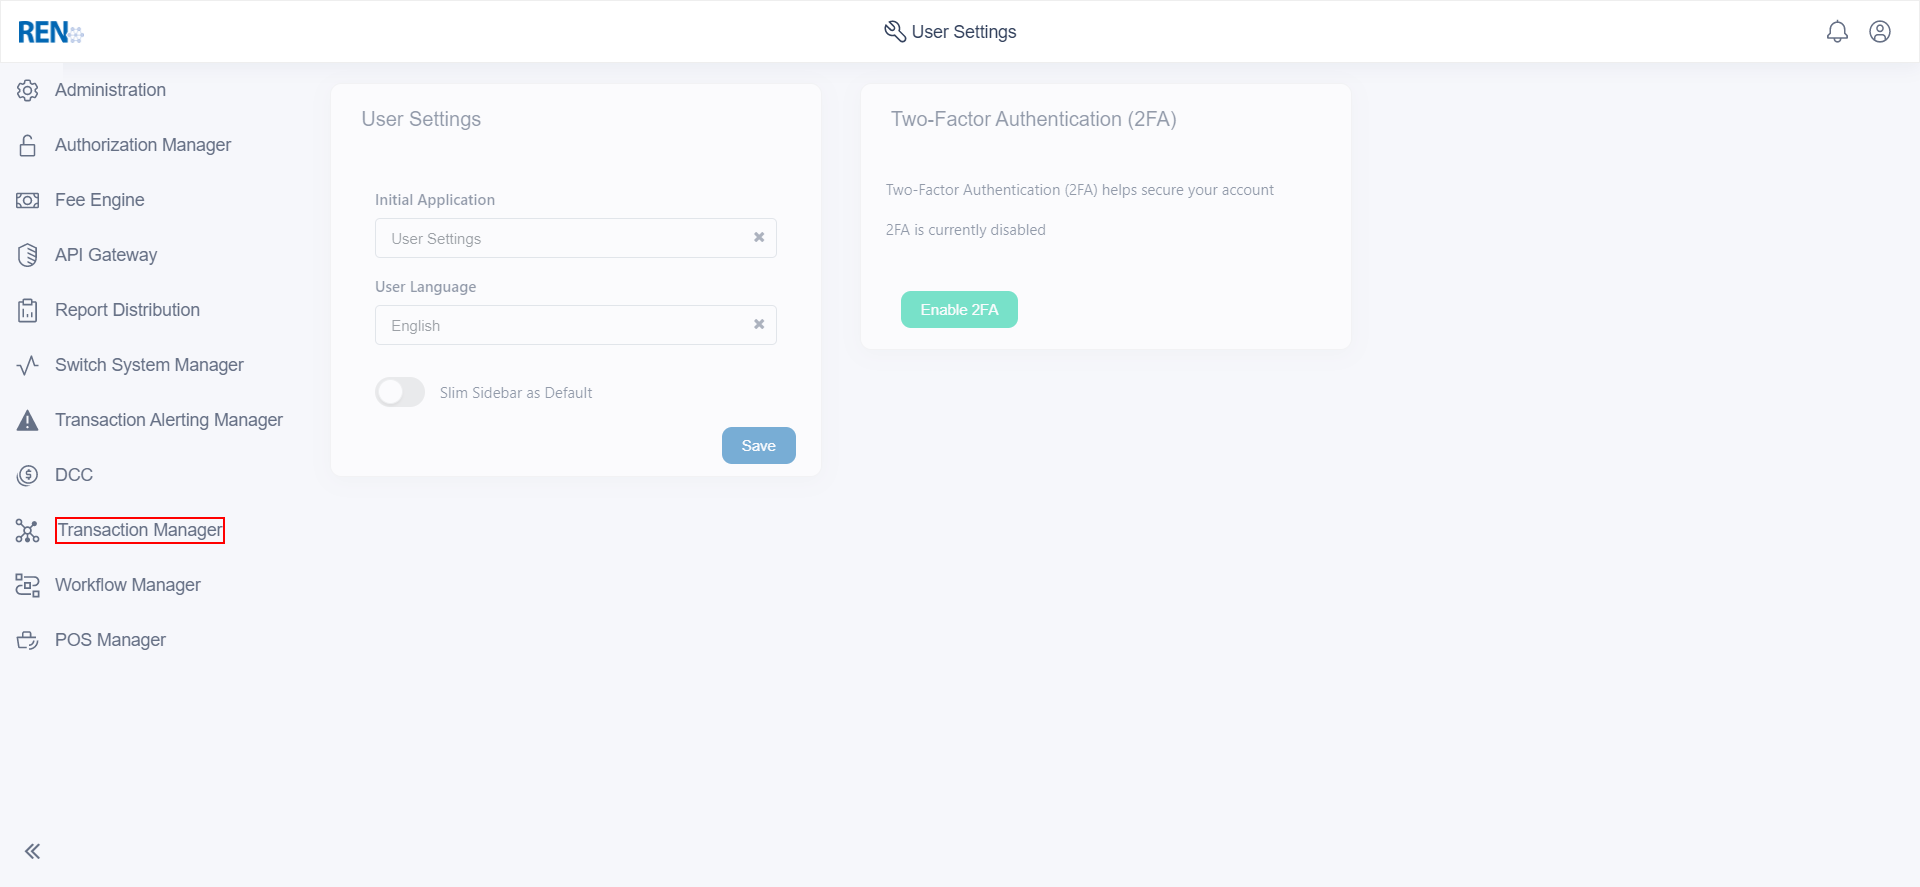 REN
User Settings
Administration
Authorization Manager
Fee Engine
API Gateway
Report Distribution
Switch System Manager
Transaction Alerting Manager
DCC
Transaction Manager
Workflow Manager
POS Manager
User Settings
Initial Application
User Settings
User Language
English
Slim Sidebar as Default
Save
Two-Factor Authentication (2FA)
Two-Factor Authentication (2FA) helps secure your account
2FA is currently disabled
Enable 2FA